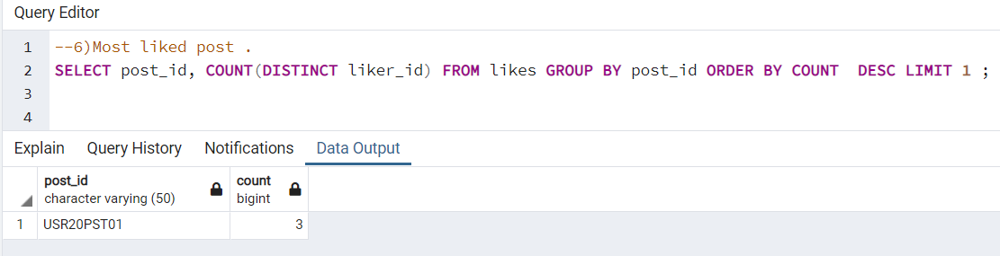 Query Editor
1 --6)Most liked post .
2 SELECT post_id, COUNT(DISTINCT liker_id) FROM likes GROUP BY post_id ORDER BY COUNT  DESC LIMIT 1 ;
3
4
Explain Query History Notifications Data Output
post_id count
character varying (50) bigint
1 USR20PST01 3